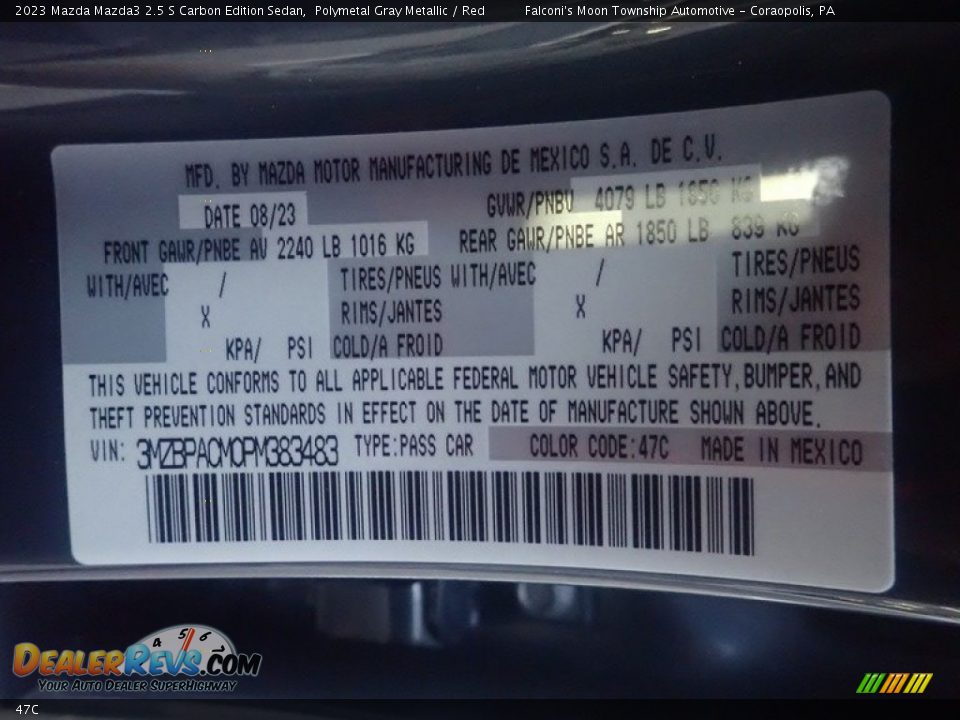 2023 Mazda Mazda3 2.5 S Carbon Edition Sedan, Polymetal Gray Metallic / Red Falconi's Moon Township Automotive - Coraopolis, PA
MFD. BY MAZDA MOTOR MANUFACTURING DE MEXICO S.A. DE C.V.
DATE 08/23 GVWR/PNBV 4079 LB 1850 KG
FRONT GAWR/PNBE AV 2240 LB 1016 KG REAR GAWR/PNBE AR 1850 LB 839 KG
WITH/AVEC / TIRES/PNEUS WITH/AVEC / TIRES/PNEUS
X RIMS/JANTES X RIMS/JANTES
KPA/ PSI COLD/A FROID KPA/ PSI COLD/A FROID
THIS VEHICLE CONFORMS TO ALL APPLICABLE FEDERAL MOTOR VEHICLE SAFETY, BUMPER, AND
THEFT PREVENTION STANDARDS IN EFFECT ON THE DATE OF MANUFACTURE SHOWN ABOVE.
VIN: 3MZBPACM0PM383483 TYPE:PASS CAR COLOR CODE:47C MADE IN MEXICO
4 5 6
DealerRevs.com
Your Auto Dealer SuperHighway
47C